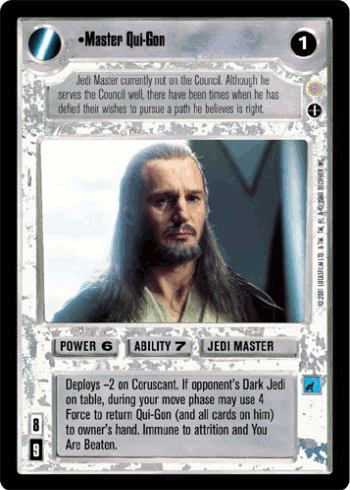 •Master Qui-Gon
1
Jedi Master currently not on the Council. Although he
serves the Council well, there have been times when he has
defied their wishes to pursue a path he believes is right.
POWER 6
ABILITY 7
JEDI MASTER
Deploys -2 on Coruscant. If opponent's Dark Jedi
on table, during your move phase may use 4
Force to return Qui-Gon (and all cards on him)
to owner's hand. Immune to attrition and You
Are Beaten.
8
9